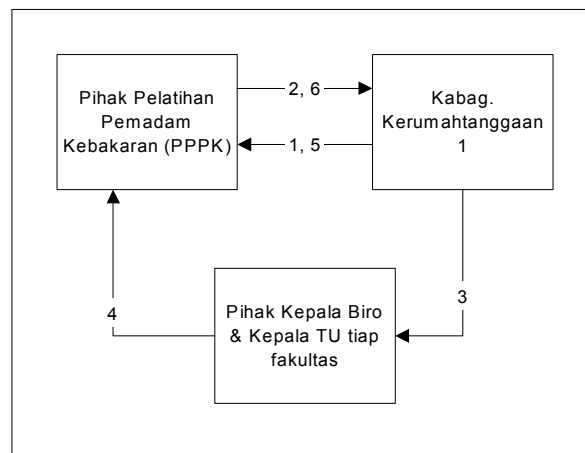 Pihak Pelatihan
Pemadam
Kebakaran (PPPK)
2, 6
1, 5
Kabag.
Kerumahtanggaan
1
4
3
Pihak Kepala Biro
& Kepala TU tiap
fakultas